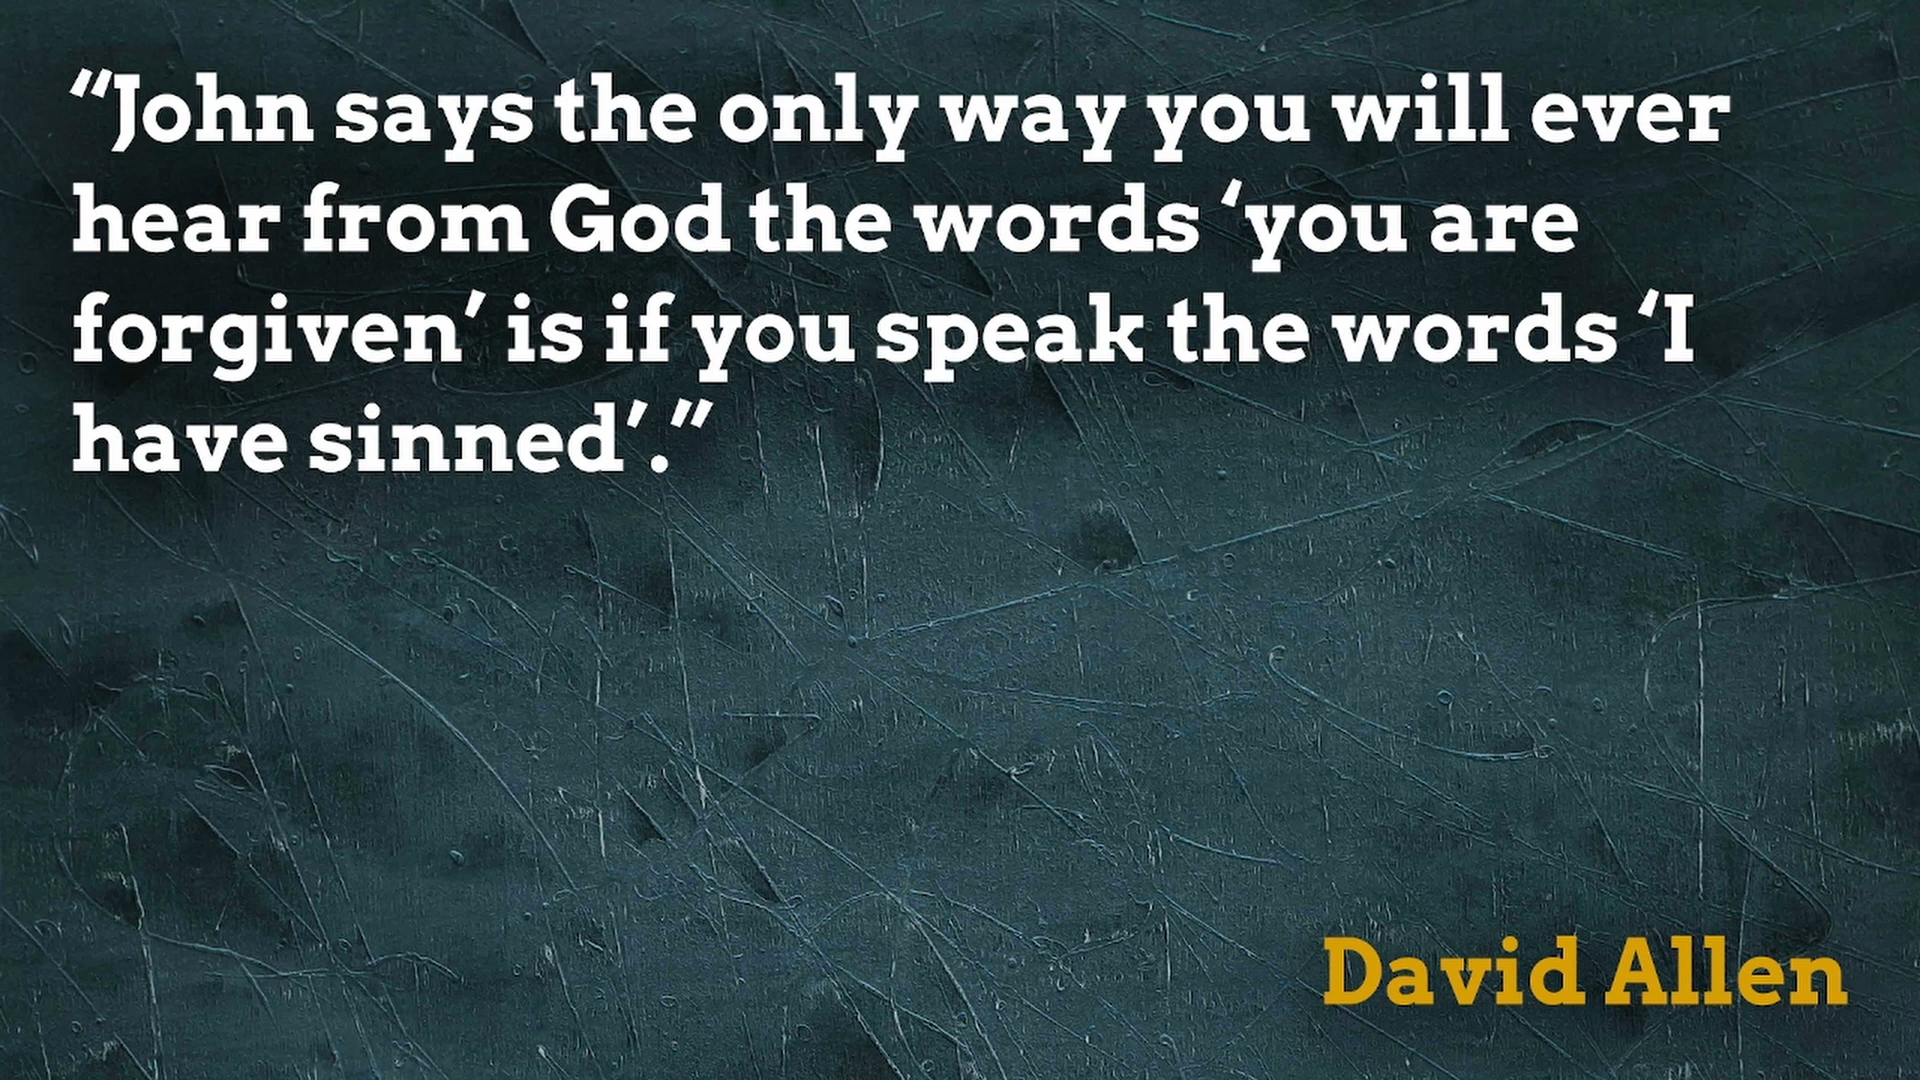 “John says the only way you will ever
hear from God the words ‘you are
forgiven’ is if you speak the words ‘I
have sinned’.”
David Allen